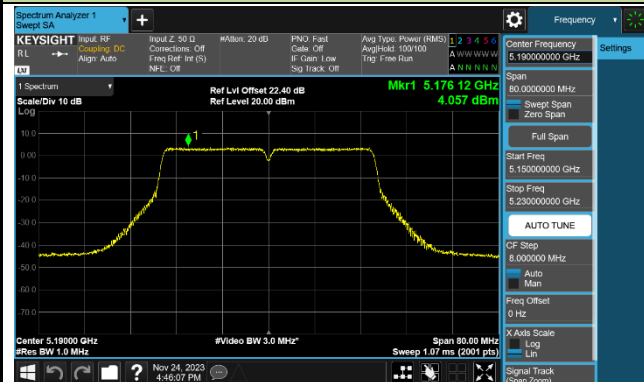 Spectrum Analyzer 1
Swept SA
Frequency
KEYSIGHT
RL
LXI
Input: RF
Coupling: DC
Align: Auto
Input Z: 50 Ω
Corrections: Off
Freq Ref: Int (S)
NFE: Off
#Atten: 20 dB
PNO: Fast
Gate: Off
IF Gain: Low
Sig Track: Off
Avg Type: Power (RMS)
Avg|Hold: 100/100
Trig: Free Run
1 2 3 4 5 6
A W W W W W
A N N N N N
Center Frequency
5.190000000 GHz
Settings
Span
80.0000000 MHz
Swept Span
Zero Span
Full Span
Start Freq
5.150000000 GHz
Stop Freq
5.230000000 GHz
AUTO TUNE
CF Step
8.000000 MHz
Auto
Man
Freq Offset
0 Hz
X Axis Scale
Log
Lin
Signal Track
(Span Zoom)
1 Spectrum
Scale/Div 10 dB
Log
Ref Lvl Offset 22.40 dB
Ref Level 20.00 dBm
Mkr1 5.176 12 GHz
4.057 dBm
1
10.0
0.00
-10.0
-20.0
-30.0
-40.0
-50.0
-60.0
-70.0
Center 5.19000 GHz
#Res BW 1.0 MHz
#Video BW 3.0 MHz*
Span 80.00 MHz
Sweep 1.07 ms (2001 pts)
?
Nov 24, 2023
4:46:07 PM